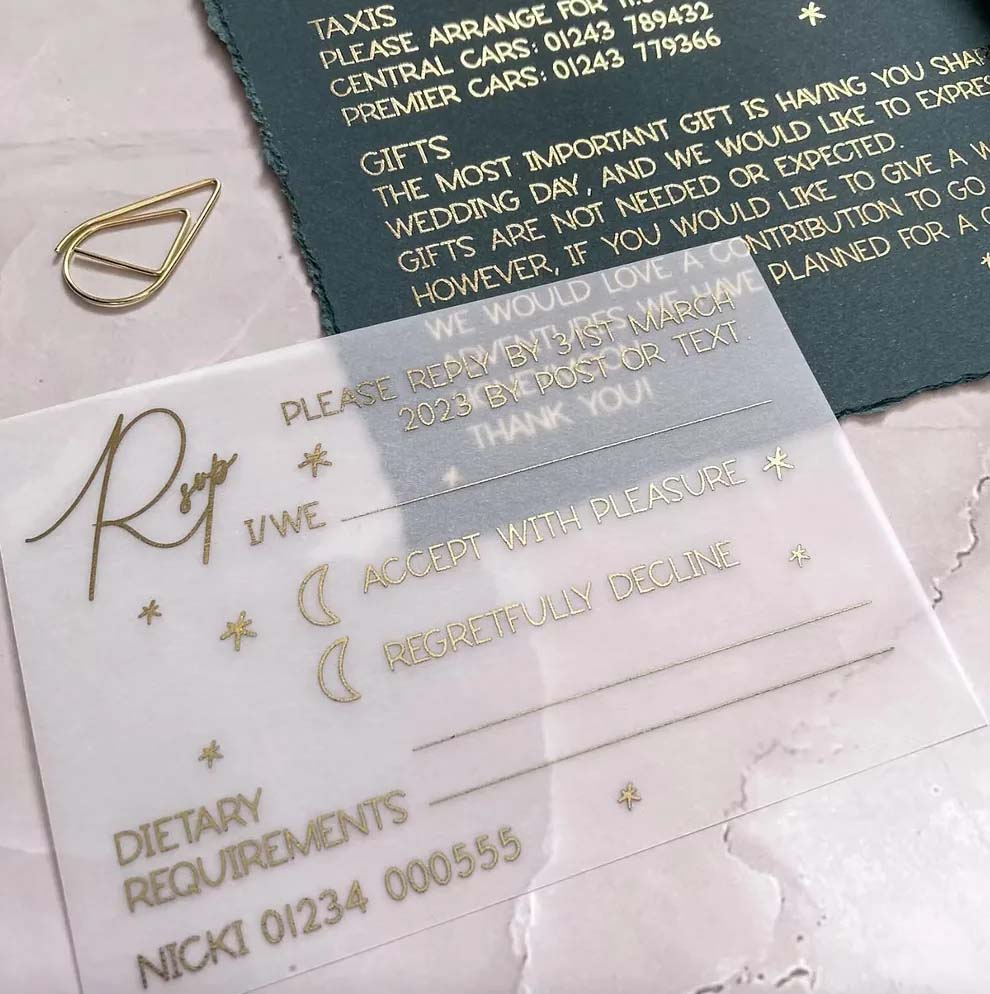 TAXIS
PLEASE ARRANGE FOR
CENTRAL CARS: 01243 789432
PREMIER CARS: 01243 779366
GIFTS
THE MOST IMPORTANT GIFT IS HAVING YOU
WEDDING DAY, AND WE WOULD LIKE TO
GIFTS ARE NOT NEEDED OR EXPECTED.
HOWEVER, IF YOU WOULD LIKE TO GIVE A
WE WOULD LOVE A CONTRIBUTION TO GO
ADVENTURES WE HAVE PLANNED FOR A
THANK YOU!
Rsvp
PLEASE REPLY BY 31ST MARCH
2023 BY POST OR TEXT.
I/WE
ACCEPT WITH PLEASURE
REGRETFULLY DECLINE
DIETARY
REQUIREMENTS
NICKI 01234 000555